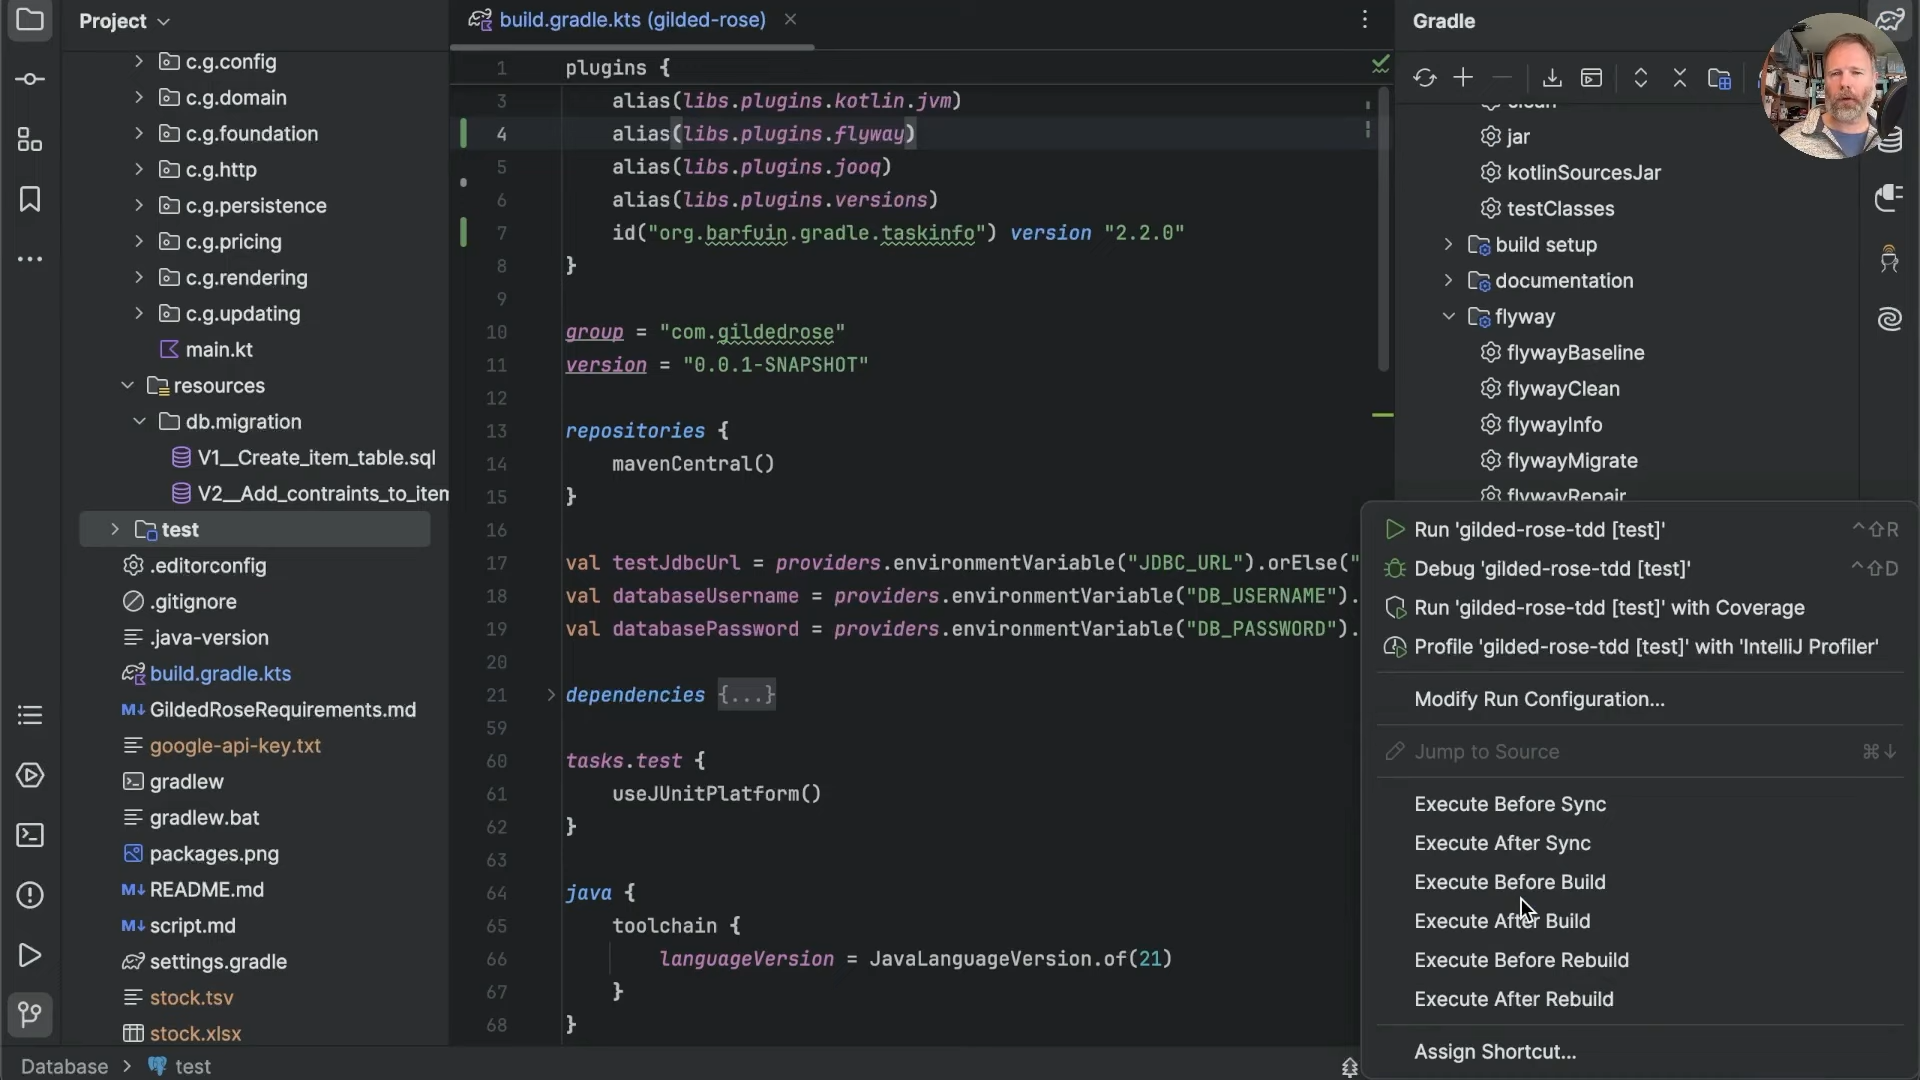 Project
c.g.config
c.g.domain
c.g.foundation
c.g.http
c.g.persistence
c.g.pricing
c.g.rendering
c.g.updating
main.kt
resources
db.migration
V1__Create_item_table.sql
V2__Add_contraints_to_item
test
.editorconfig
.gitignore
.java-version
build.gradle.kts
GildedRoseRequirements.md
google-api-key.txt
gradlew
gradlew.bat
packages.png
README.md
script.md
settings.gradle
stock.tsv
stock.xlsx
Database > test
build.gradle.kts (gilded-rose)
1 plugins {
3 alias(libs.plugins.kotlin.jvm)
4 alias(libs.plugins.flyway)
5 alias(libs.plugins.jooq)
6 alias(libs.plugins.versions)
7 id("org.barfuin.gradle.taskinfo") version "2.2.0"
8 }
9
10 group = "com.gildedrose"
11 version = "0.0.1-SNAPSHOT"
12
13 repositories {
14 mavenCentral()
15 }
16
17 val testJdbcUrl = providers.environmentVariable("JDBC_URL").orElse("
18 val databaseUsername = providers.environmentVariable("DB_USERNAME").
19 val databasePassword = providers.environmentVariable("DB_PASSWORD").
20
21 dependencies {...}
59
60 tasks.test {
61 useJUnitPlatform()
62 }
63
64 java {
65 toolchain {
66 languageVersion = JavaLanguageVersion.of(21)
67 }
68 }
Gradle
clean
jar
kotlinSourcesJar
testClasses
build setup
documentation
flyway
flywayBaseline
flywayClean
flywayInfo
flywayMigrate
flywayRepair
Run 'gilded-rose-tdd [test]' ⌃⇧R
Debug 'gilded-rose-tdd [test]' ⌃⇧D
Run 'gilded-rose-tdd [test]' with Coverage
Profile 'gilded-rose-tdd [test]' with 'IntelliJ Profiler'
Modify Run Configuration...
Jump to Source ⌘↓
Execute Before Sync
Execute After Sync
Execute Before Build
Execute After Build
Execute Before Rebuild
Execute After Rebuild
Assign Shortcut...